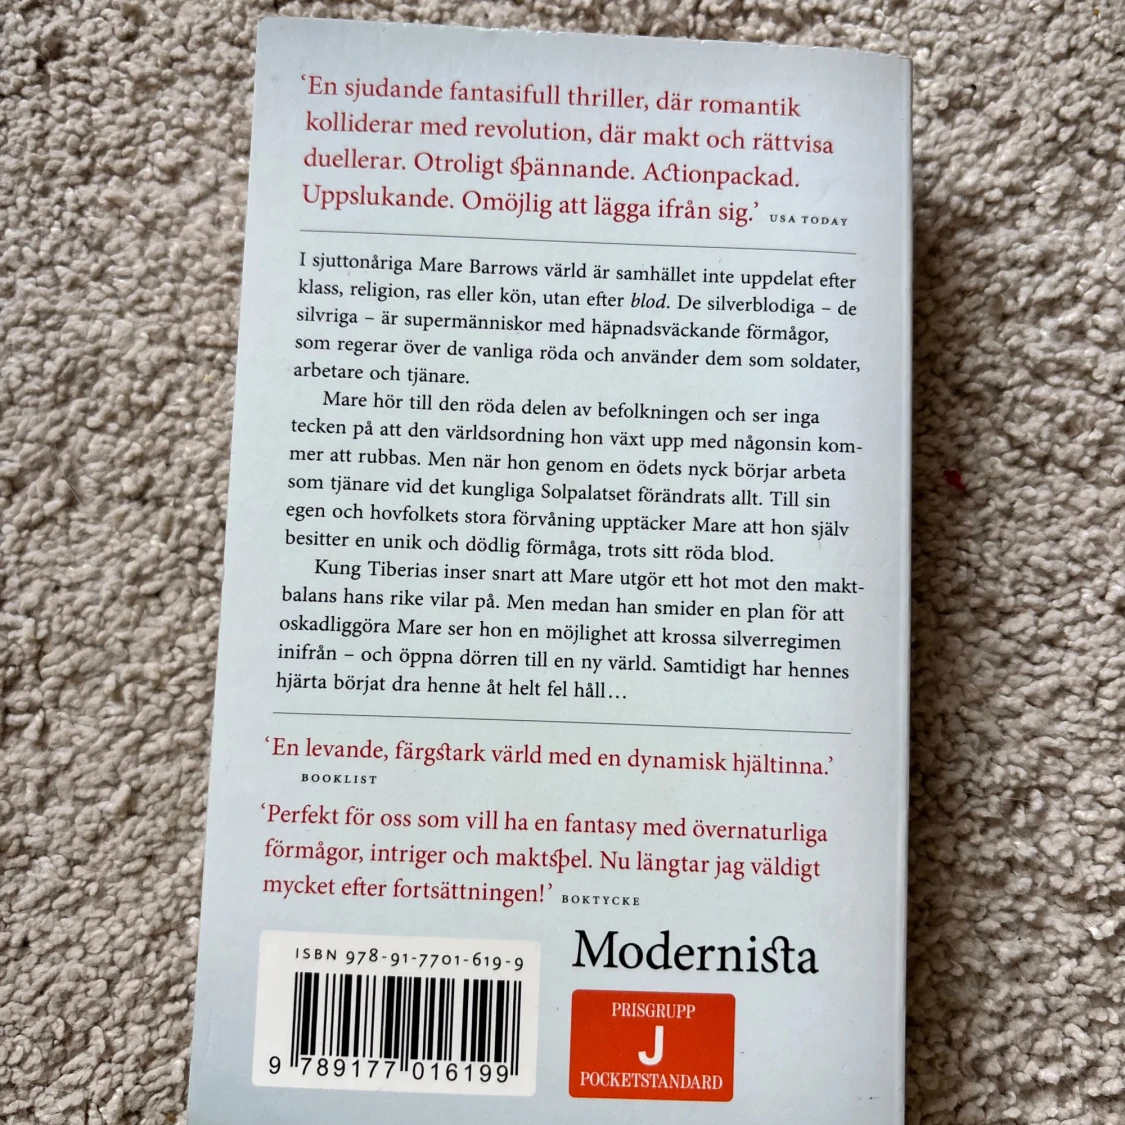 ‘En sjudande fantasifull thriller, där romantik
kolliderar med revolution, där makt och rättvisa
duellerar. Otroligt spännande. Actionpackad.
Uppslukande. Omöjlig att lägga ifrån sig.’ USA TODAY
I sjuttonåriga Mare Barrows värld är samhället inte uppdelat efter
klass, religion, ras eller kön, utan efter blod. De silverblodiga – de
silvriga – är supermänniskor med häpnadsväckande förmågor,
som regerar över de vanliga röda och använder dem som soldater,
arbetare och tjänare.
Mare hör till den röda delen av befolkningen och ser inga
tecken på att den världsordning hon växt upp med någonsin kom-
mer att rubbas. Men när hon genom en ödets nyck börjar arbeta
som tjänare vid det kungliga Solpalatset förändrats allt. Till sin
egen och hovfolkets stora förvåning upptäcker Mare att hon själv
besitter en unik och dödlig förmåga, trots sitt röda blod.
Kung Tiberias inser snart att Mare utgör ett hot mot den makt-
balans hans rike vilar på. Men medan han smider en plan för att
oskadliggöra Mare ser hon en möjlighet att krossa silverregimen
inifrån – och öppna dörren till en ny värld. Samtidigt har hennes
hjärta börjat dra henne åt helt fel håll…
‘En levande, färgstark värld med en dynamisk hjältinna.’
BOOKLIST
‘Perfekt för oss som vill ha en fantasy med övernaturliga
förmågor, intriger och maktspel. Nu längtar jag väldigt
mycket efter fortsättningen!’ BOKTYCKE
ISBN 978-91-7701-619-9
9 789177 016199
Modernista
PRISGRUPP
J
POCKETSTANDARD